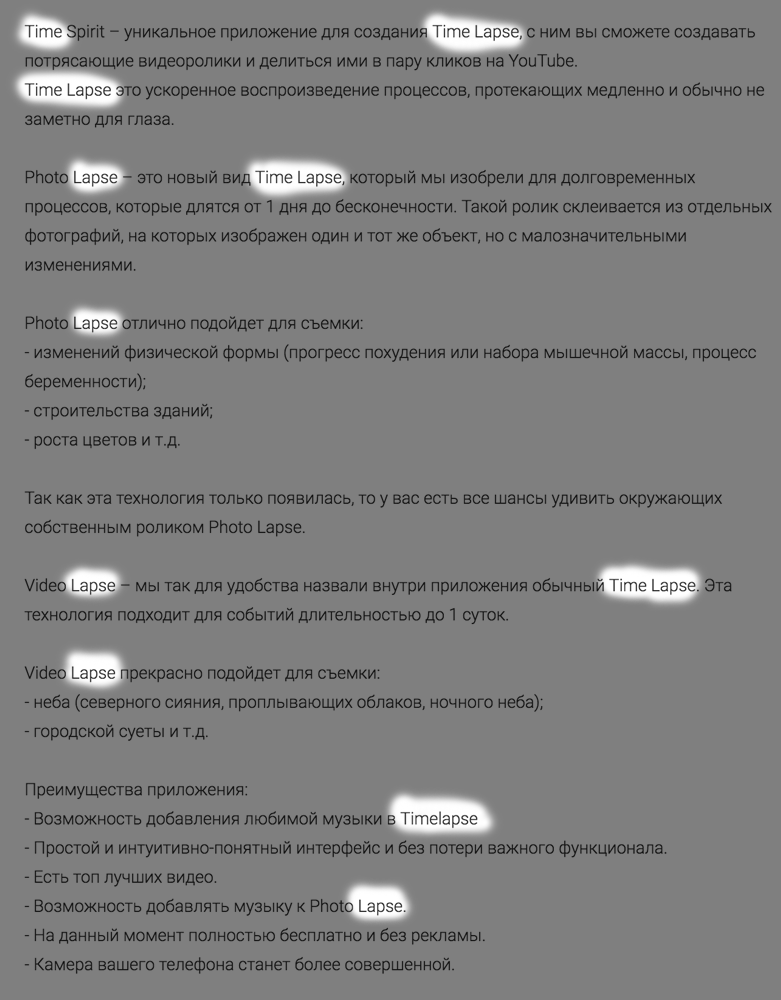 Time Spirit – уникальное приложение для создания Time Lapse, с ним вы сможете создавать
потрясающие видеоролики и делиться ими в пару кликов на YouTube.
Time Lapse это ускоренное воспроизведение процессов, протекающих медленно и обычно не
заметно для глаза.
Photo Lapse – это новый вид Time Lapse, который мы изобрели для долговременных
процессов, которые длятся от 1 дня до бесконечности. Такой ролик склеивается из отдельных
фотографий, на которых изображен один и тот же объект, но с малозначительными
изменениями.
Photo Lapse отлично подойдет для съемки:
- изменений физической формы (прогресс похудения или набора мышечной массы, процесс
беременности);
- строительства зданий;
- роста цветов и т.д.
Так как эта технология только появилась, то у вас есть все шансы удивить окружающих
собственным роликом Photo Lapse.
Video Lapse – мы так для удобства назвали внутри приложения обычный Time Lapse. Эта
технология подходит для событий длительностью до 1 суток.
Video Lapse прекрасно подойдет для съемки:
- неба (северного сияния, проплывающих облаков, ночного неба);
- городской суеты и т.д.
Преимущества приложения:
- Возможность добавления любимой музыки в Timelapse
- Простой и интуитивно-понятный интерфейс и без потери важного функционала.
- Есть топ лучших видео.
- Возможность добавлять музыку к Photo Lapse.
- На данный момент полностью бесплатно и без рекламы.
- Камера вашего телефона станет более совершенной.